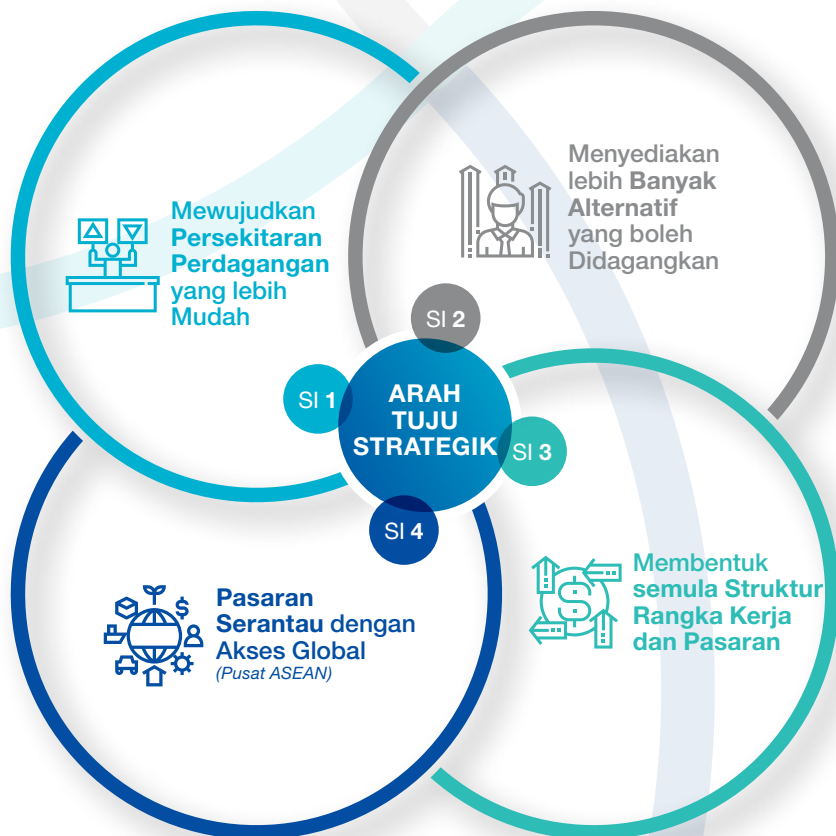 Mewujudkan
Persekitaran
Perdagangan
yang lebih
Mudah
Menyediakan
lebih Banyak
Alternatif
yang boleh
Didagangkan
SI 2
SI 1
ARAH
TUJU
STRATEGIK
SI 3
SI 4
Pasaran
Serantau dengan
Akses Global
(Pusat ASEAN)
Membentuk
semula Struktur
Rangka Kerja
dan Pasaran